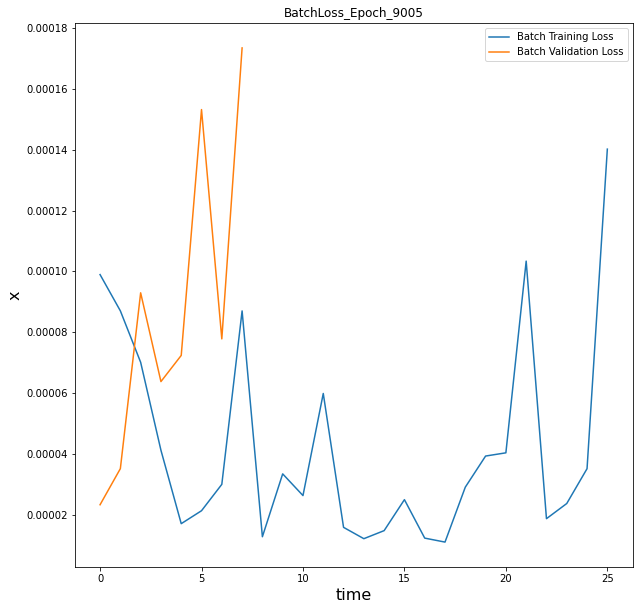 BatchLoss_Epoch_9005
Batch Training Loss
Batch Validation Loss
0.00018
0.00016
0.00014
0.00012
0.00010
0.00008
0.00006
0.00004
0.00002
x
0 5 10 15 20 25
time